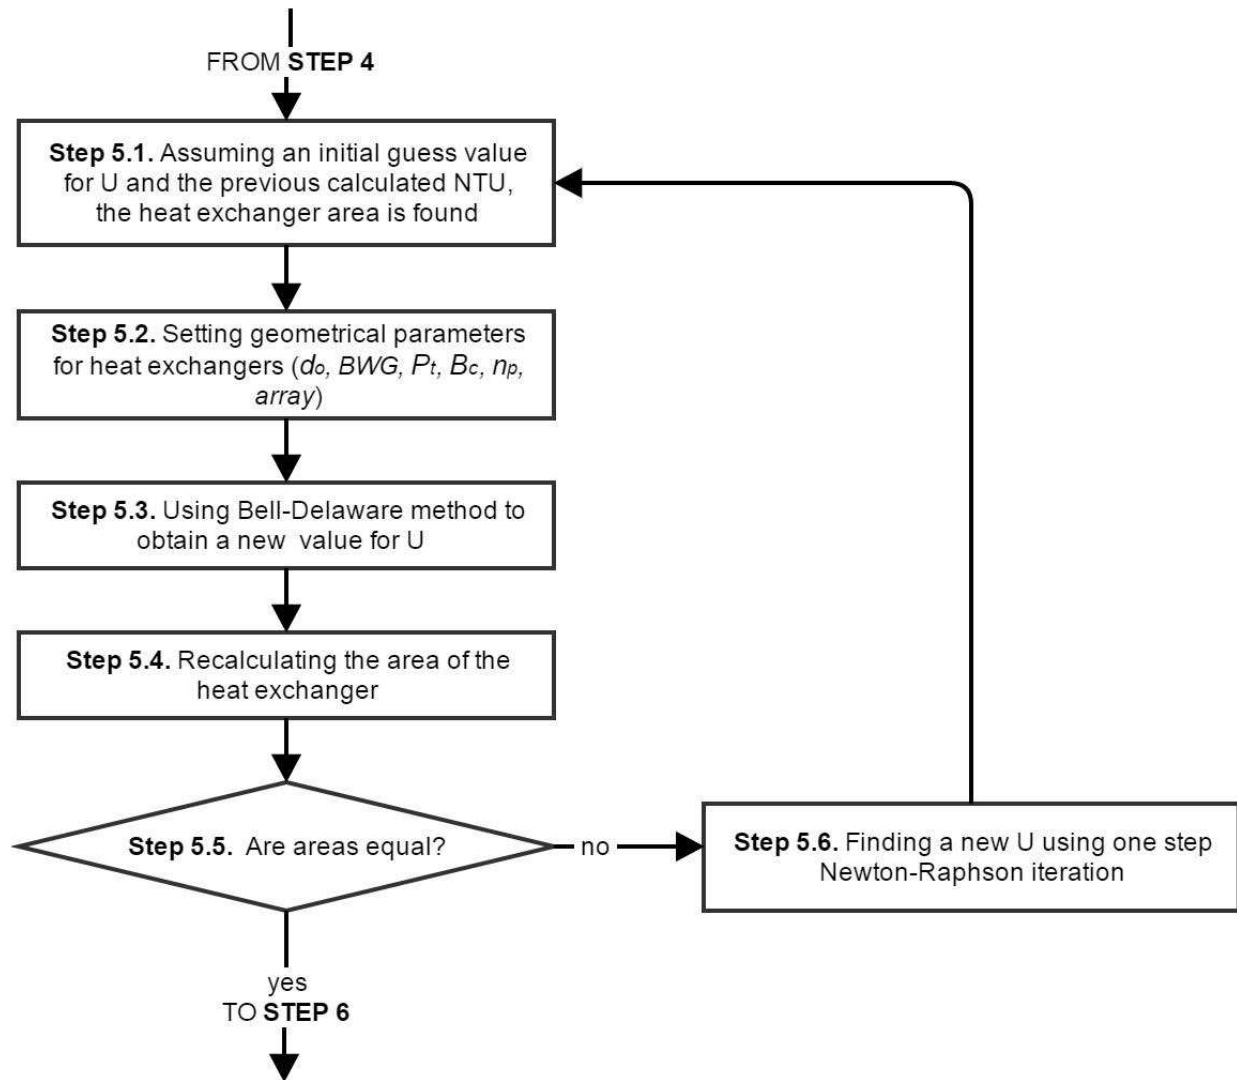 FROM STEP 4
Step 5.1. Assuming an initial guess value
for U and the previous calculated NTU,
the heat exchanger area is found
Step 5.2. Setting geometrical parameters
for heat exchangers (do, BWG, Pt, Bc, np,
array)
Step 5.3. Using Bell-Delaware method to
obtain a new value for U
Step 5.4. Recalculating the area of the
heat exchanger
Step 5.5. Are areas equal?
no
Step 5.6. Finding a new U using one step
Newton-Raphson iteration
yes
TO STEP 6